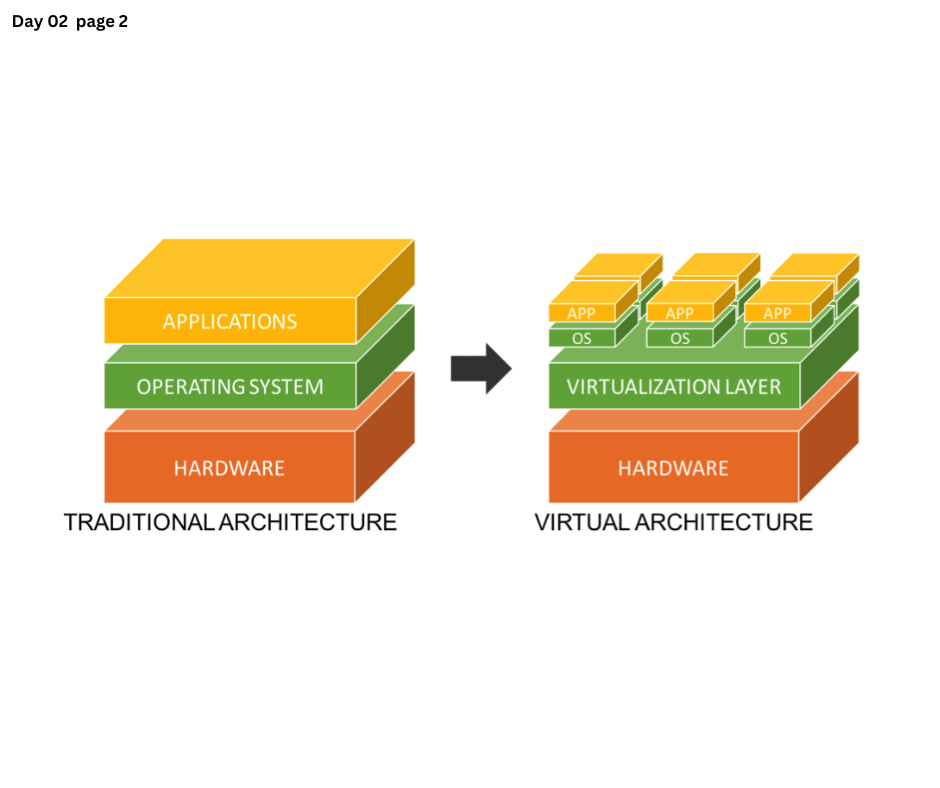 Day 02 page 2
APPLICATIONS
OPERATING SYSTEM
HARDWARE
TRADITIONAL ARCHITECTURE
APP APP APP
OS OS OS
VIRTUALIZATION LAYER
HARDWARE
VIRTUAL ARCHITECTURE